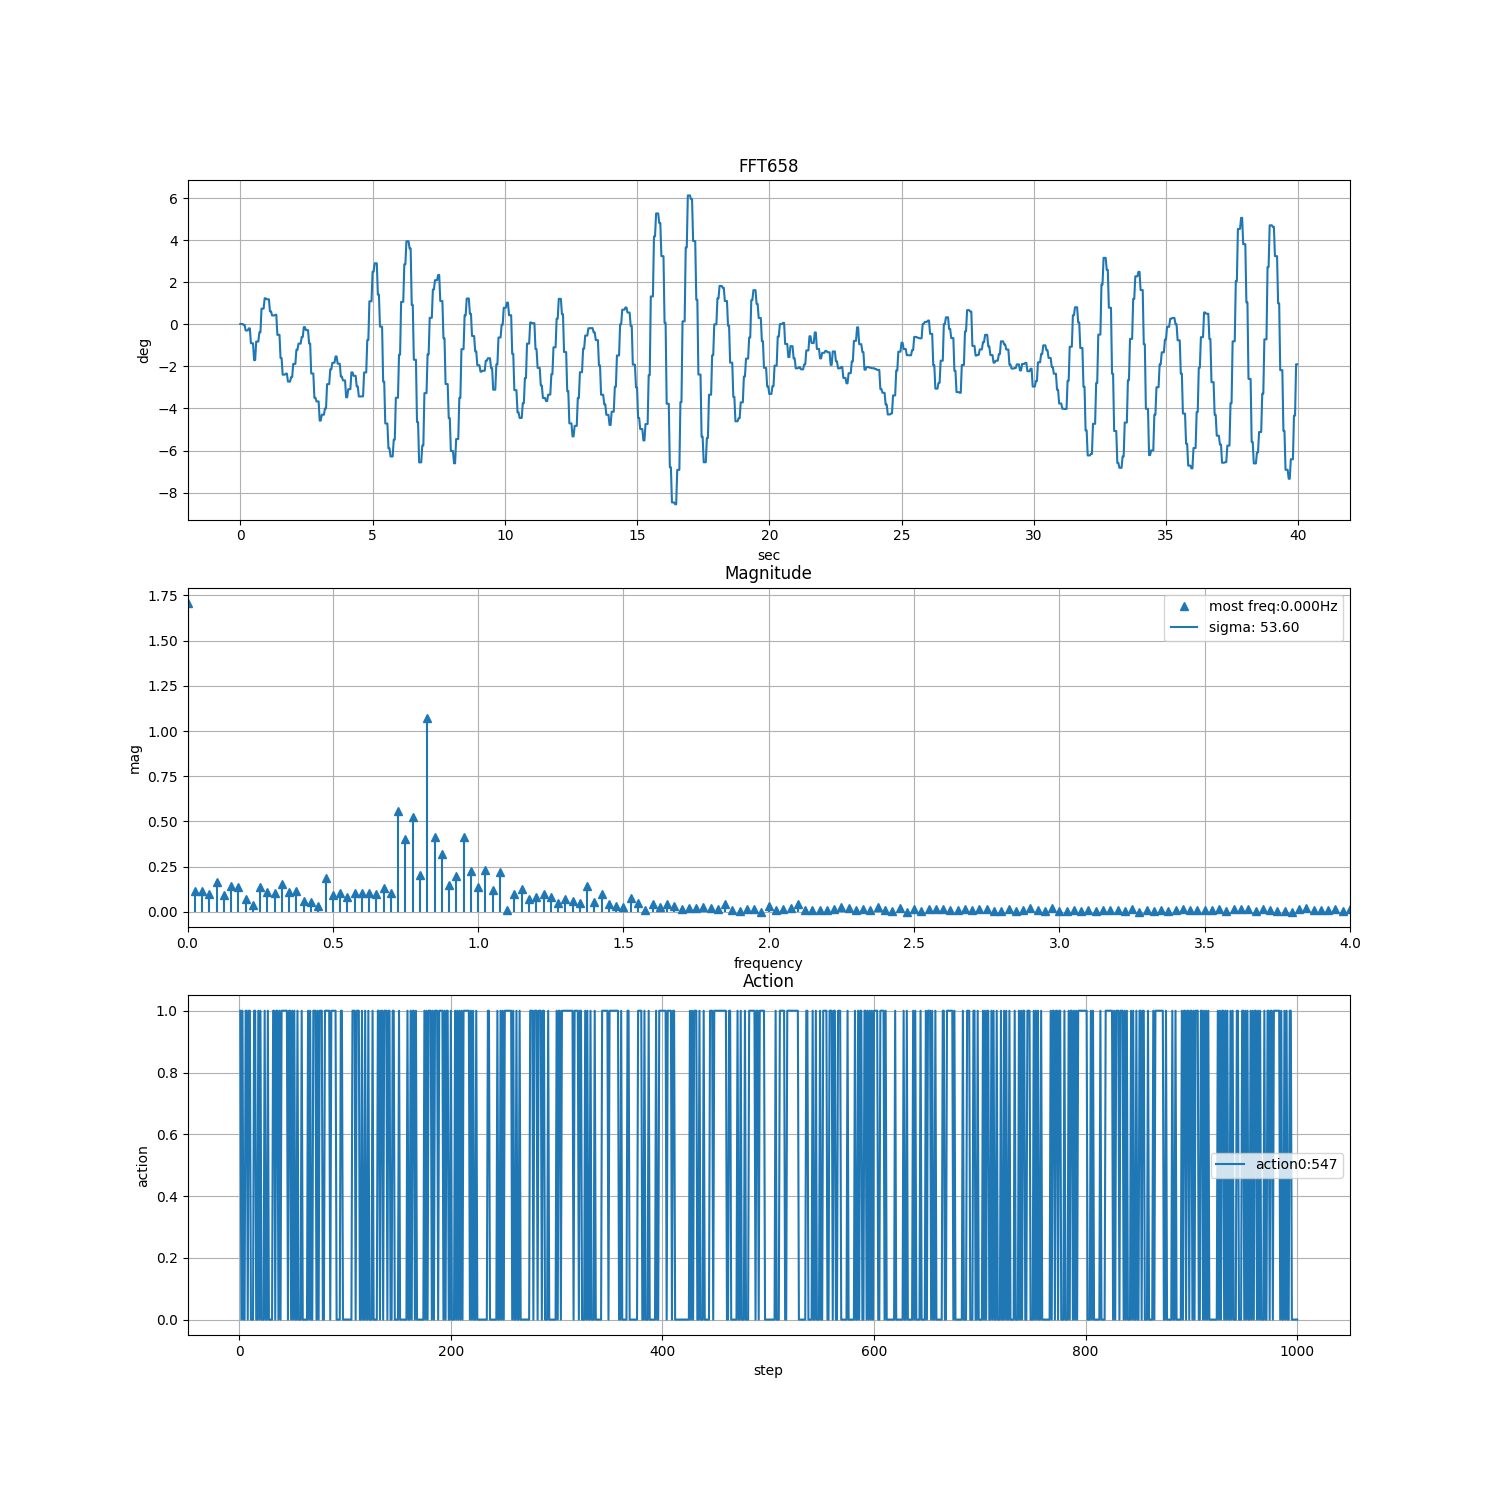 FFT658
6
4
2
0
−2
−4
−6
−8
deg
0 5 10 15 20 25 30 35 40
sec
Magnitude
1.75
1.50
1.25
1.00
0.75
0.50
0.25
0.00
mag
most freq:0.000Hz
sigma: 53.60
0.0 0.5 1.0 1.5 2.0 2.5 3.0 3.5 4.0
frequency
Action
1.0
0.8
0.6
0.4
0.2
0.0
action
action0:547
0 200 400 600 800 1000
step